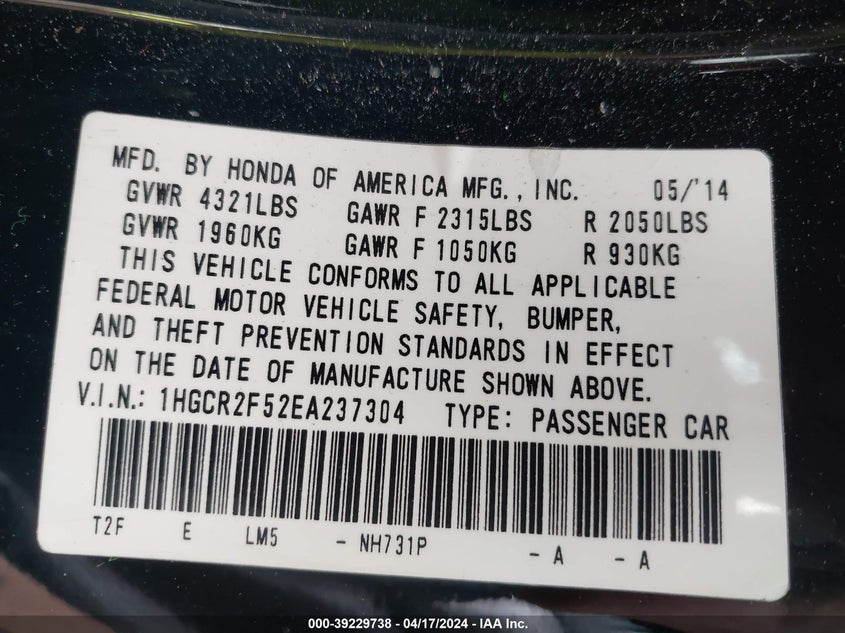 MFD. BY HONDA OF AMERICA MFG., INC. 05/'14
GVWR 4321LBS GAWR F 2315LBS R 2050LBS
GVWR 1960KG GAWR F 1050KG R 930KG
THIS VEHICLE CONFORMS TO ALL APPLICABLE
FEDERAL MOTOR VEHICLE SAFETY, BUMPER,
AND THEFT PREVENTION STANDARDS IN EFFECT
ON THE DATE OF MANUFACTURE SHOWN ABOVE.
V.I.N.: 1HGCR2F52EA237304 TYPE: PASSENGER CAR
T2F E LM5 - NH731P - A - A
000-39229738 - 04/17/2024 - IAA Inc.